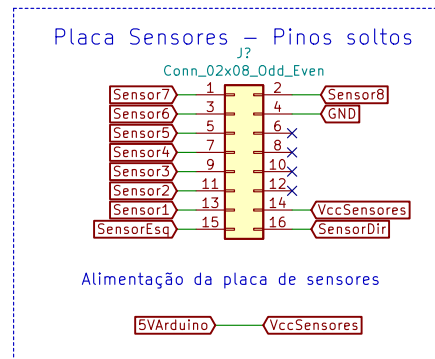 Placa Sensores – Pinos soltos
J?
Conn_02x08_Odd_Even
Sensor7 1 2 Sensor8
Sensor6 3 4 GND
Sensor5 5 6
Sensor4 7 8
Sensor3 9 10
Sensor2 11 12
Sensor1 13 14 VccSensores
SensorEsq 15 16 SensorDir
Alimentação da placa de sensores
5VArduino VccSensores